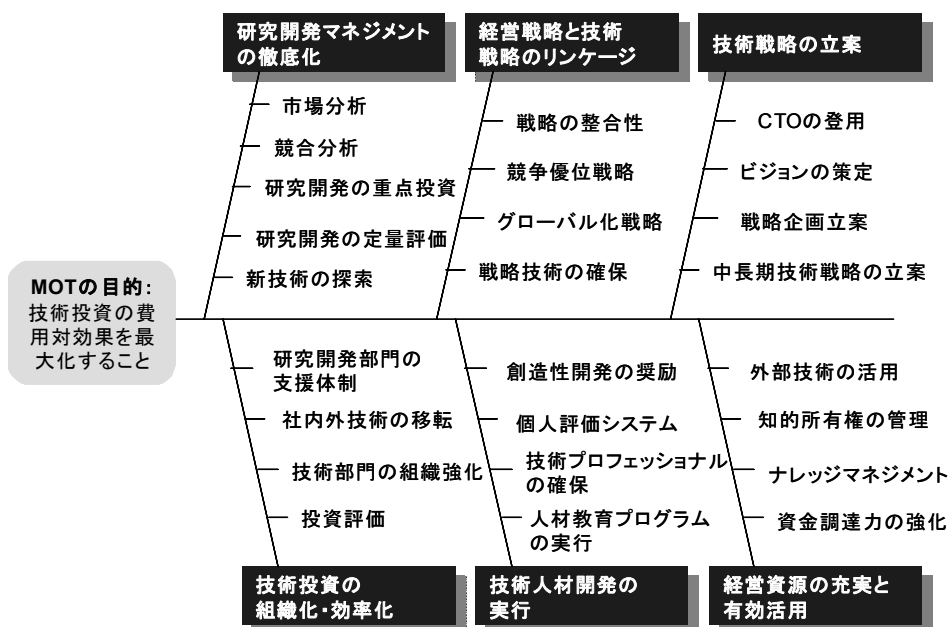 研究開発マネジメント
の徹底化
市場分析
競合分析
研究開発の重点投資
研究開発の定量評価
新技術の探索
経営戦略と技術
戦略のリンケージ
戦略の整合性
競争優位戦略
グローバル化戦略
戦略技術の確保
技術戦略の立案
CTOの登用
ビジョンの策定
戦略企画立案
中長期技術戦略の立案
MOTの目的:
技術投資の費
用対効果を最
大化すること
研究開発部門の
支援体制
社内外技術の移転
技術部門の組織強化
投資評価
技術投資の
組織化・効率化
創造性開発の奨励
個人評価システム
技術プロフェッショナル
の確保
人材教育プログラム
の実行
技術人材開発の
実行
外部技術の活用
知的所有権の管理
ナレッジマネジメント
資金調達力の強化
経営資源の充実と
有効活用